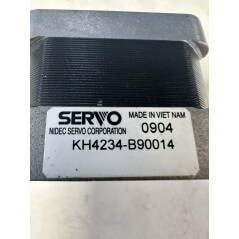 SERVO MADE IN VIET NAM
NIDEC SERVO CORPORATION 0904
KH4234-B90014